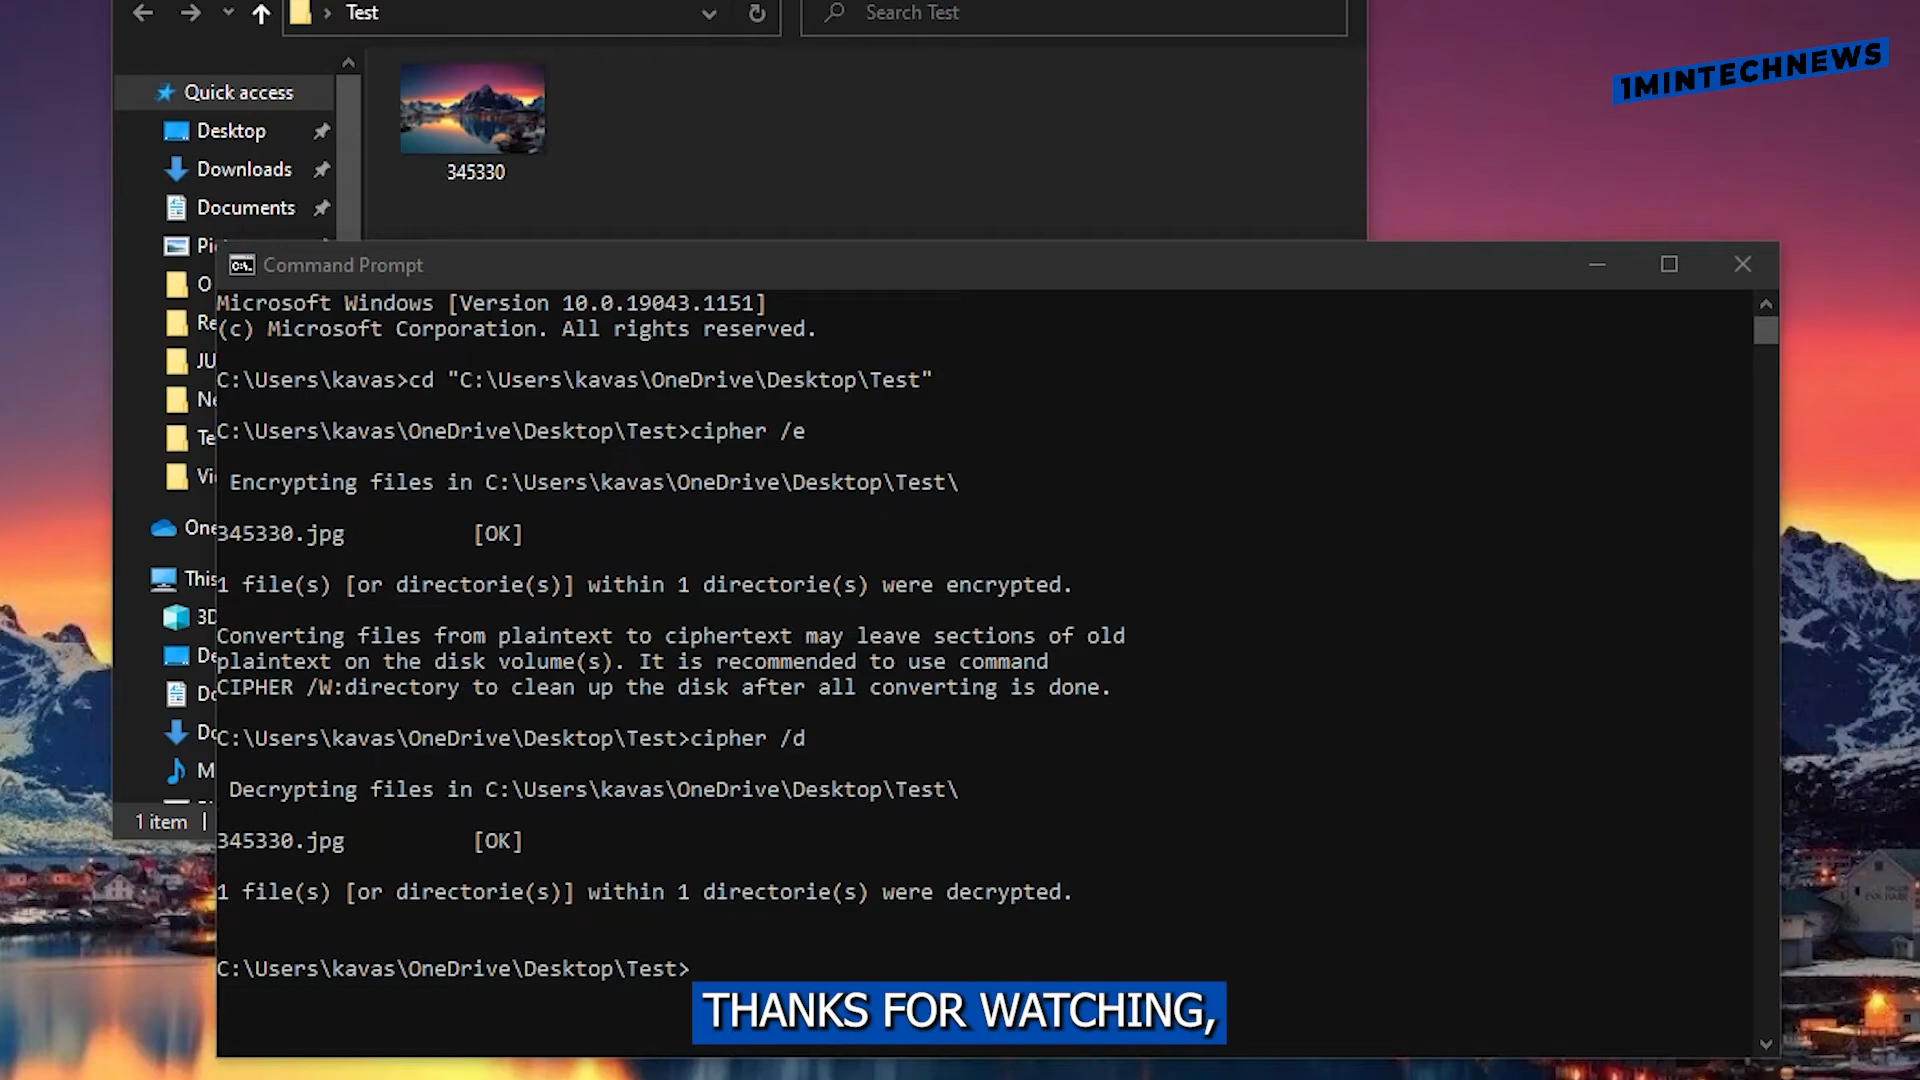 Test
Search Test
1MINTECHNEWS
Quick access
Desktop
Downloads
Documents
345330
1 item
Command Prompt
Microsoft Windows [Version 10.0.19043.1151]
(c) Microsoft Corporation. All rights reserved.
C:\Users\kavas>cd "C:\Users\kavas\OneDrive\Desktop\Test"
C:\Users\kavas\OneDrive\Desktop\Test>cipher /e
Encrypting files in C:\Users\kavas\OneDrive\Desktop\Test\
345330.jpg [OK]
1 file(s) [or directorie(s)] within 1 directorie(s) were encrypted.
Converting files from plaintext to ciphertext may leave sections of old
plaintext on the disk volume(s). It is recommended to use command
CIPHER /W:directory to clean up the disk after all converting is done.
C:\Users\kavas\OneDrive\Desktop\Test>cipher /d
Decrypting files in C:\Users\kavas\OneDrive\Desktop\Test\
345330.jpg [OK]
1 file(s) [or directorie(s)] within 1 directorie(s) were decrypted.
C:\Users\kavas\OneDrive\Desktop\Test>
THANKS FOR WATCHING,